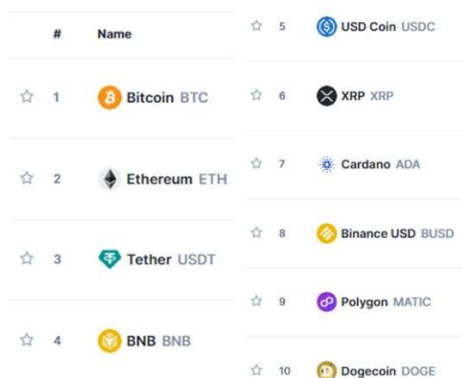 # Name
1 Bitcoin BTC
2 Ethereum ETH
3 Tether USDT
4 BNB BNB
5 USD Coin USDC
6 XRP XRP
7 Cardano ADA
8 Binance USD BUSD
9 Polygon MATIC
10 Dogecoin DOGE